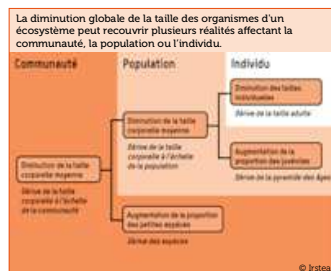 La diminution globale de la taille des organismes d'un
écosystème peut recouvrir plusieurs réalités affectant la
communauté, la population ou l'individu.
Communauté
Population
Individu
Diminution des tailles
individuelles
Dérive de la taille adulte
Diminution de la taille
corporelle moyenne
Dérive de la taille
corporelle à l'échelle
de la population
Augmentation de la
proportion des juvéniles
Dérive de la pyramide des âges
Diminution de la taille
corporelle moyenne
Dérive de la taille
corporelle à l'échelle
de la communauté
Augmentation de la proportion
des petites espèces
Dérive des espèces
© Irstea